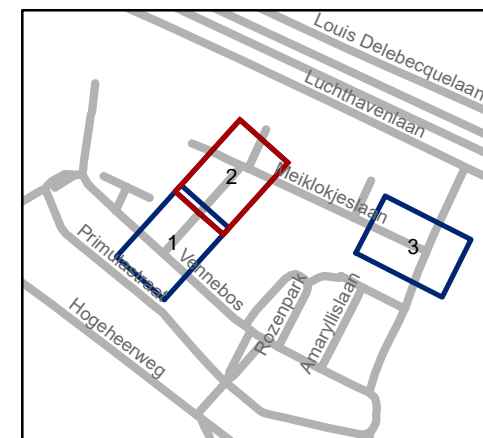 Louis Delebecquelaan
Luchthavenlaan
2
Meiklokjeslaan
1
3
Primulastraat
Vennebos
Rozenpark
Amaryllislaan
Hogeheerweg